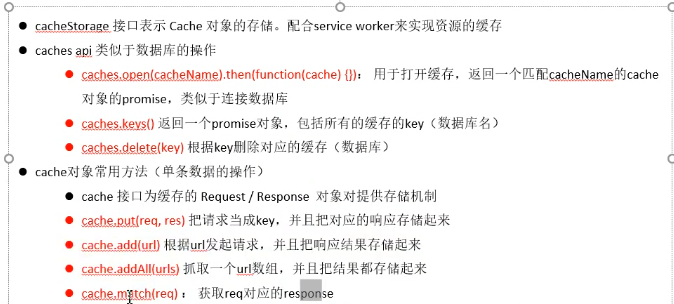 cacheStorage 接口表示 Cache 对象的存储。配合service worker来实现资源的缓存
caches api 类似于数据库的操作
caches.open(cacheName).then(function(cache) {})： 用于打开缓存，返回一个匹配cacheName的cache
对象的promise，类似于连接数据库
caches.keys() 返回一个promise对象，包括所有的缓存的key（数据库名）
caches.delete(key) 根据key删除对应的缓存（数据库）
cache对象常用方法（单条数据的操作）
cache 接口为缓存的 Request / Response 对象对提供存储机制
cache.put(req, res) 把请求当成key，并且把对应的响应存储起来
cache.add(url) 根据url发起请求，并且把响应结果存储起来
cache.addAll(urls) 抓取一个url数组，并且把结果都存储起来
cache.match(req) ： 获取req对应的response